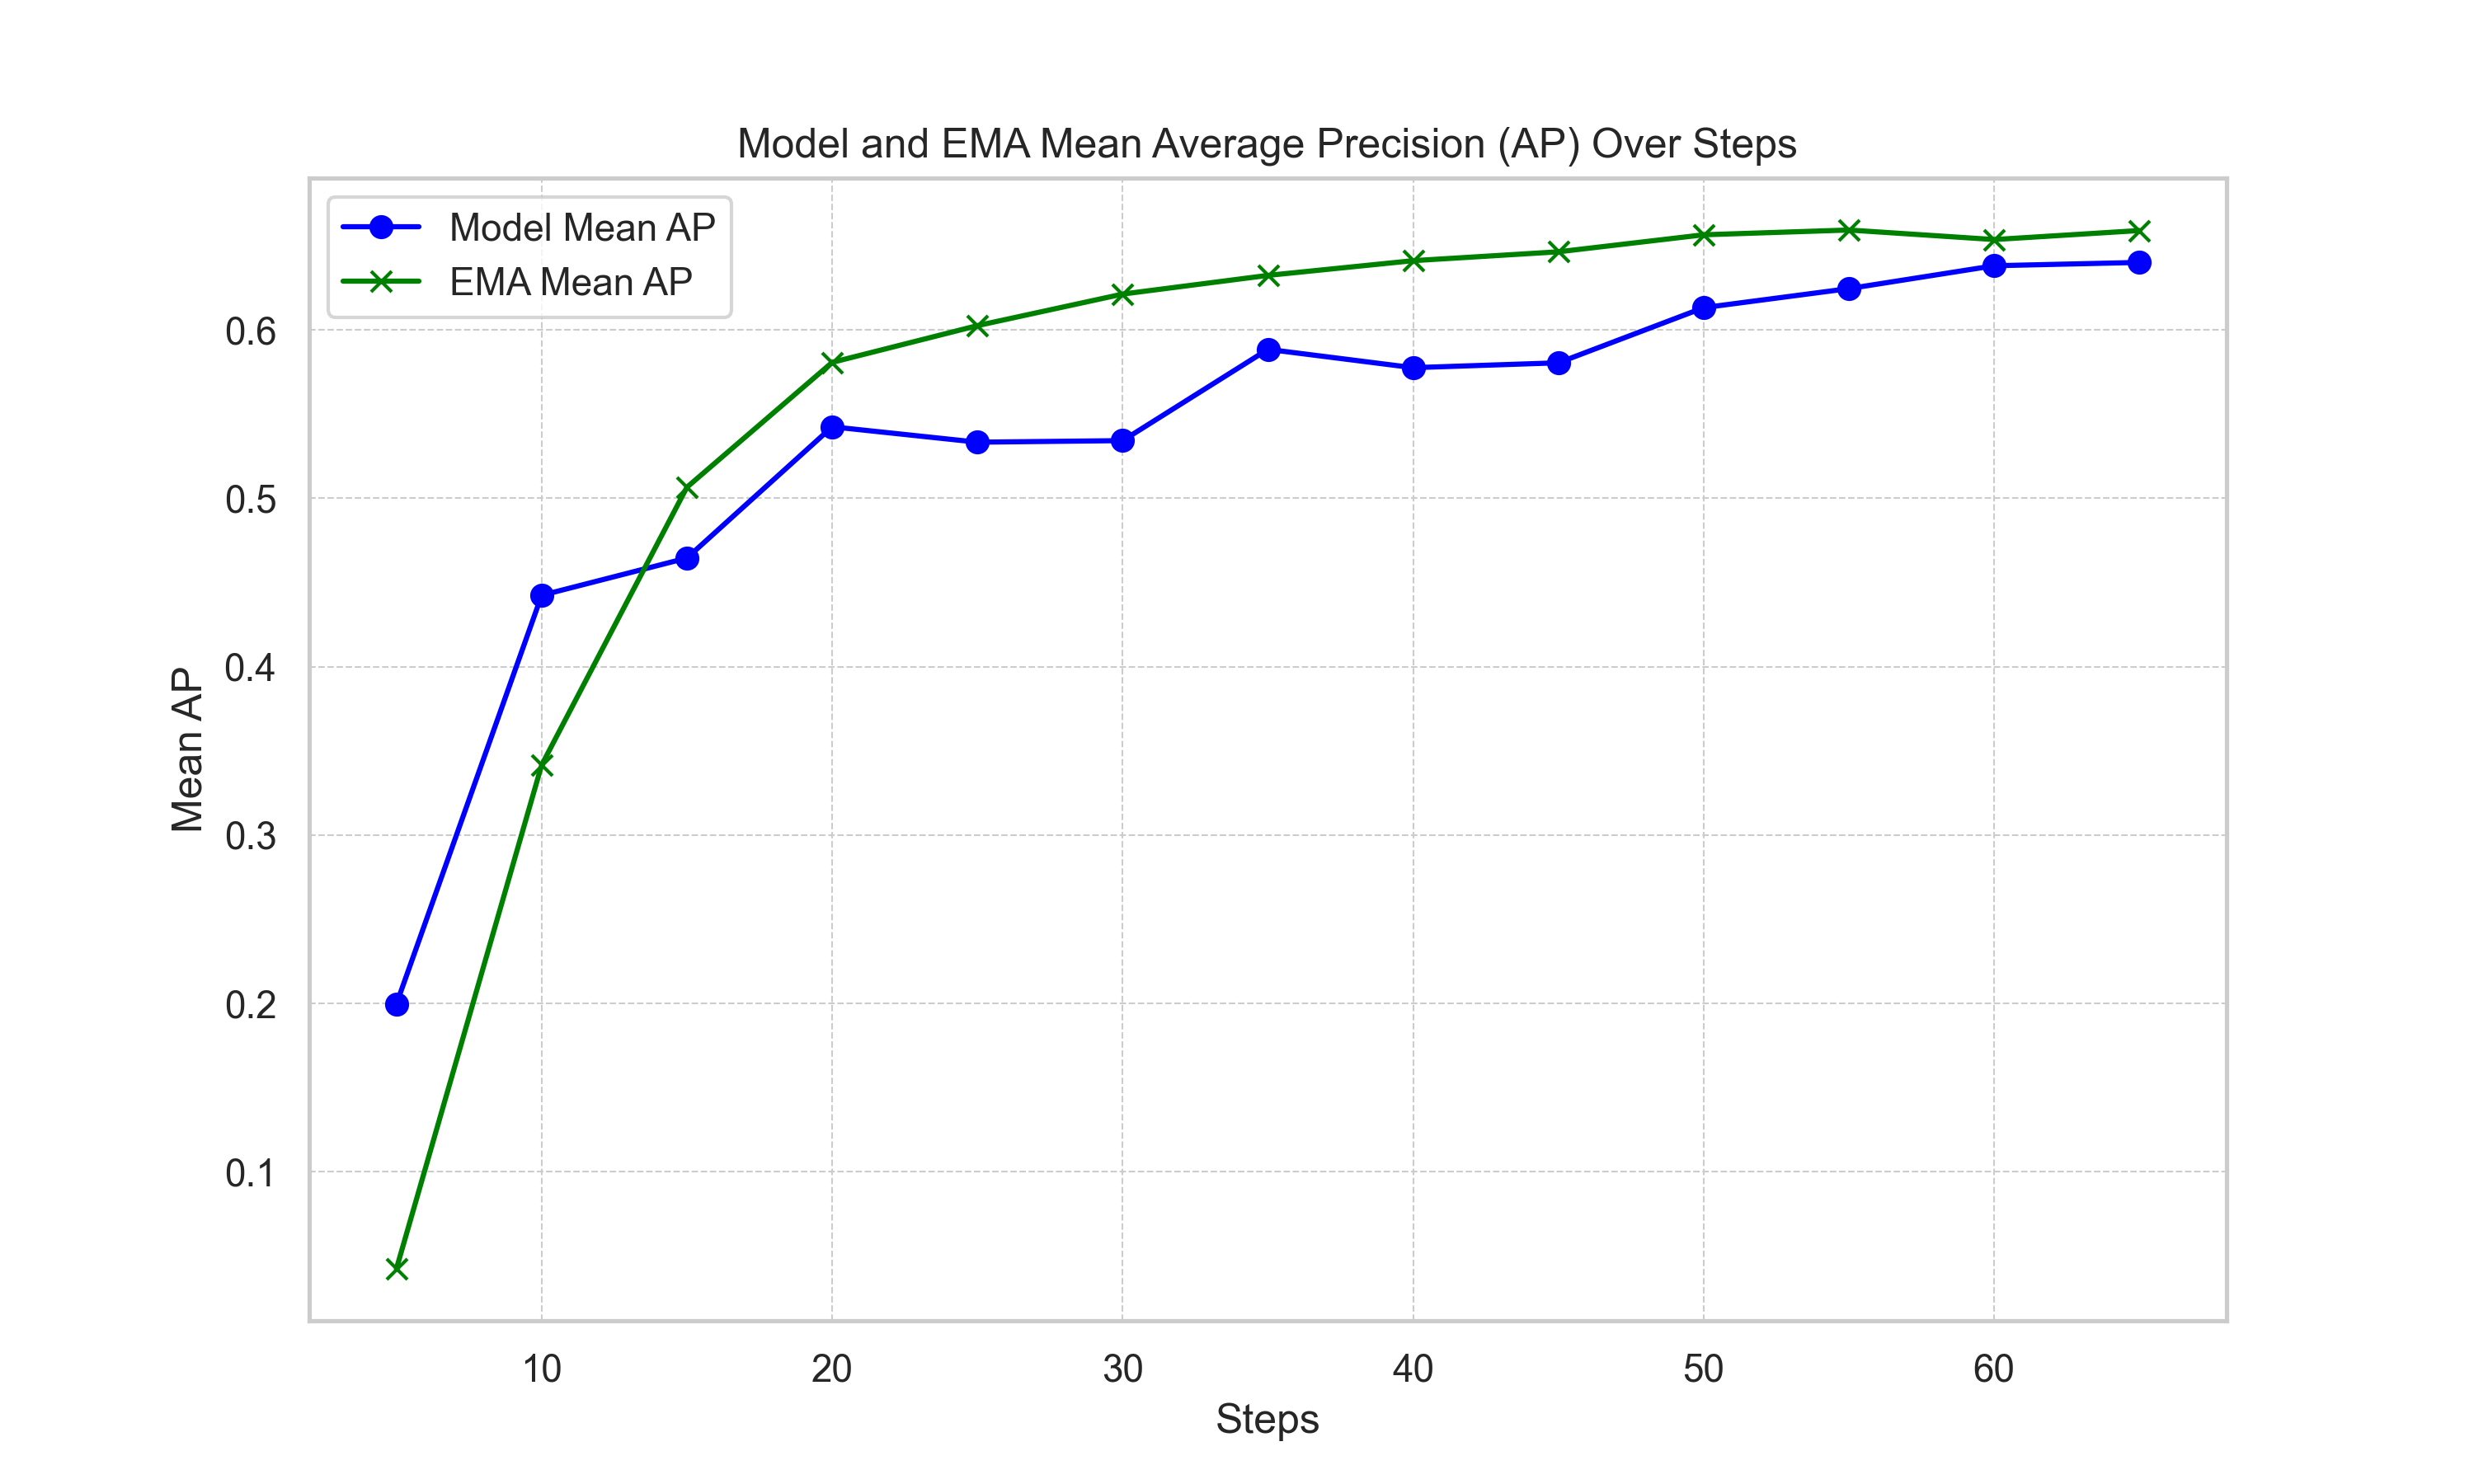 Model and EMA Mean Average Precision (AP) Over Steps
Model Mean AP
EMA Mean AP
Mean AP
0.6
0.5
0.4
0.3
0.2
0.1
10 20 30 40 50 60
Steps